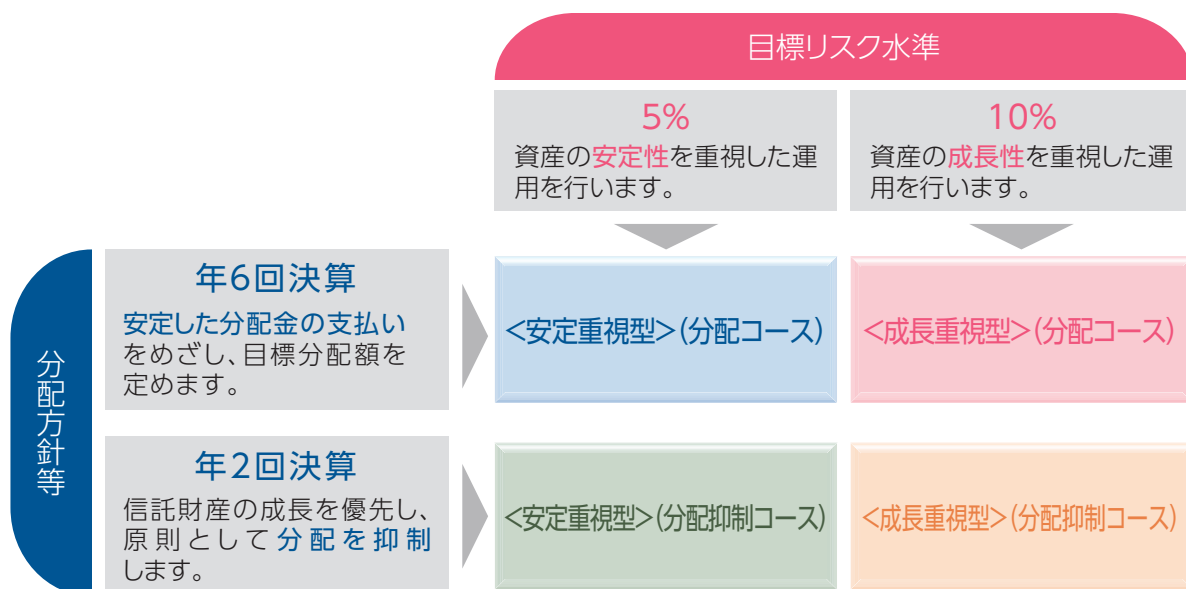 目標リスク水準
5%
資産の安定性を重視した運
用を行います。
10%
資産の成長性を重視した運
用を行います。
分配方針等
年6回決算
安定した分配金の支払い
をめざし、目標分配額を
定めます。
<安定重視型>(分配コース)
<成長重視型>(分配コース)
年2回決算
信託財産の成長を優先し、
原則として分配を抑制
します。
<安定重視型>(分配抑制コース)
<成長重視型>(分配抑制コース)